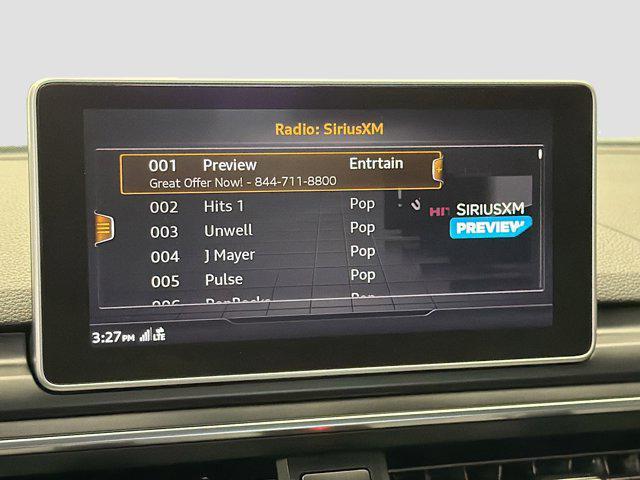 Radio: SiriusXM
001 Preview Entrtain
Great Offer Now! - 844-711-8800
002 Hits 1 Pop
003 Unwell Pop
004 J Mayer Pop
005 Pulse Pop
HIT SIRIUSXM
PREVIEW
3:27PM LTE